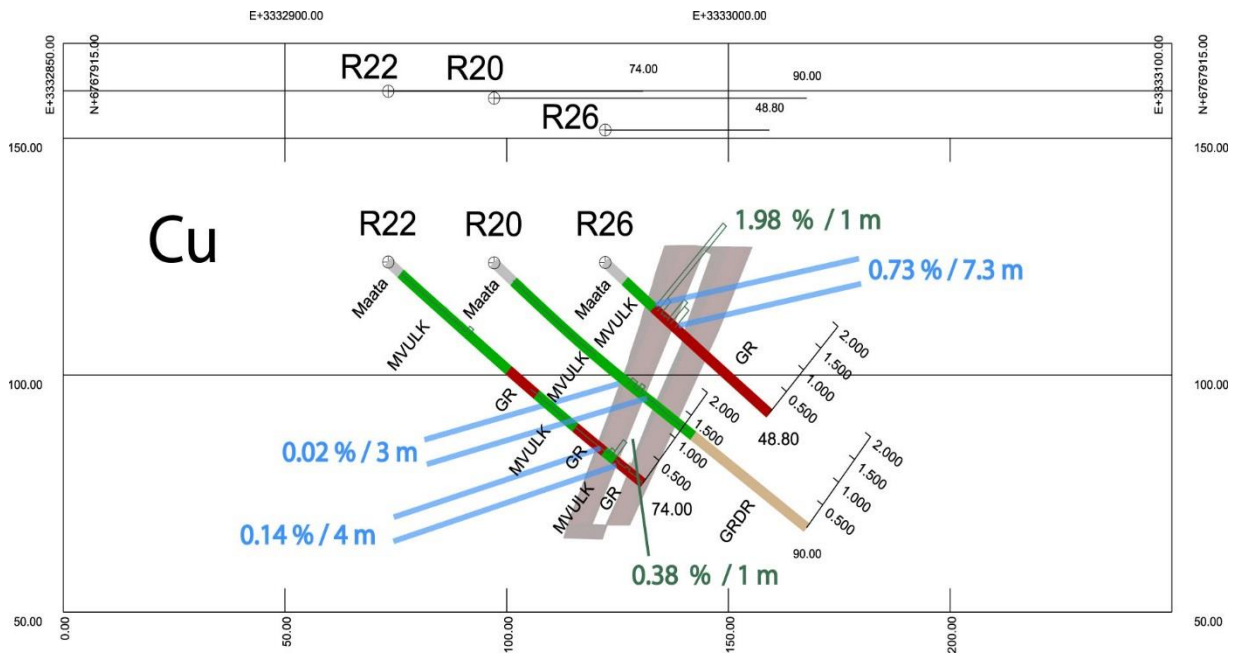 E+3332900.00
E+3333000.00
E+3332850.00
N+6767915.00
R22
R20
74.00
90.00
E+3333100.00
N+6767915.00
48.80
R26
150.00
150.00
Cu
R22
R20
R26
1.98 % / 1 m
0.73 % / 7.3 m
Maata
Maata
Maata
MVULK
MVULK
MVULK
GR
2.000
1.500
1.000
0.500
100.00
100.00
GR
MVULK
GR
MVULK
GR
2.000
1.500
1.000
0.500
48.80
0.02 % / 3 m
2.000
1.500
1.000
0.500
74.00
GRDR
90.00
0.14 % / 4 m
0.38 % / 1 m
50.00
50.00
0.00
50.00
100.00
150.00
200.00